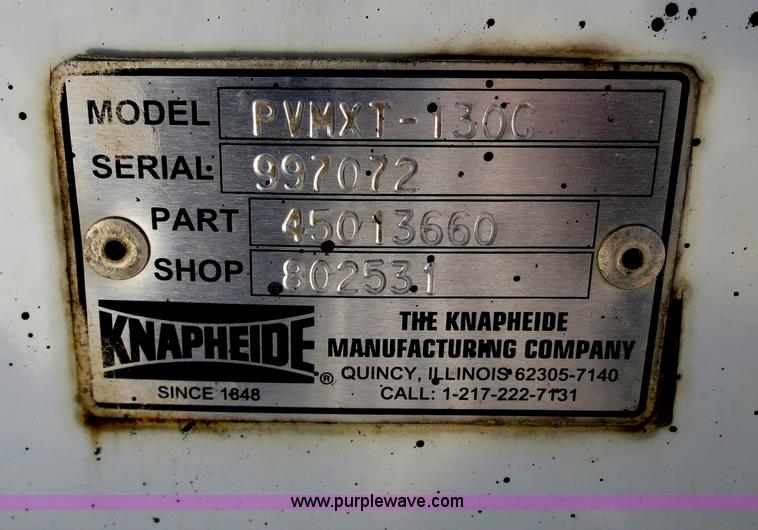 MODEL PVMXT-130C
SERIAL 997072
PART 45013660
SHOP 802531
KNAPHEIDE ®
SINCE 1848
THE KNAPHEIDE
MANUFACTURING COMPANY
QUINCY, ILLINOIS 62305-7140
CALL: 1-217-222-7131
www.purplewave.com